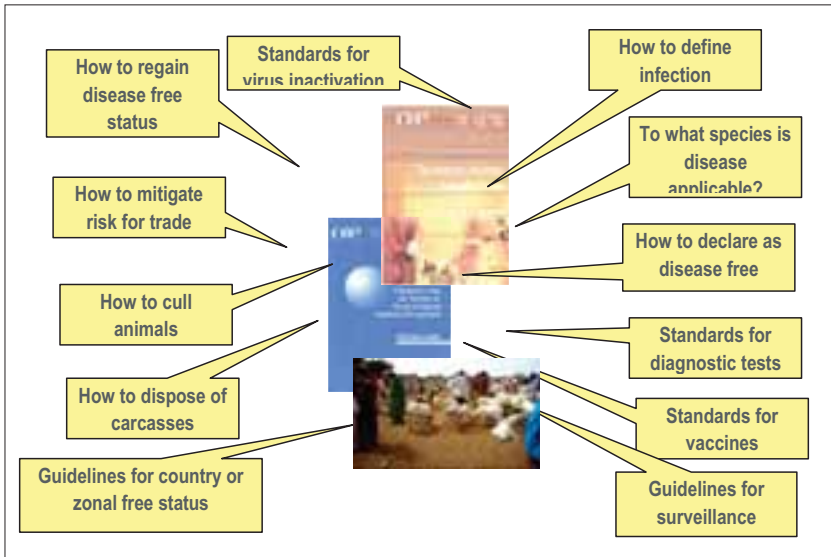 Standards for
virus inactivation
How to define
infection
How to regain
disease free
status
To what species is
disease
applicable?
How to mitigate
risk for trade
How to declare as
disease free
How to cull
animals
Standards for
diagnostic tests
How to dispose of
carcasses
Standards for
vaccines
Guidelines for country or
zonal free status
Guidelines for
surveillance